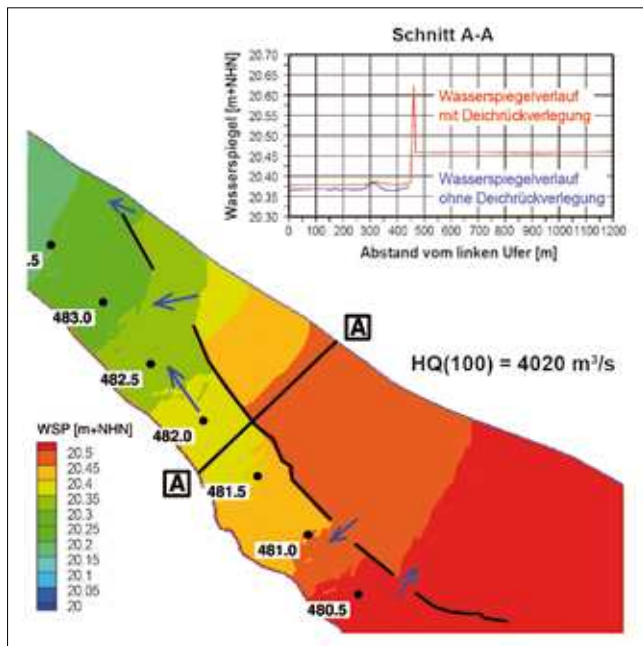 Schnitt A-A
Wasserspiegel [m+NHN]
20.70
20.65
20.60
20.55
20.50
20.45
20.40
20.35
20.30
Wasserspiegelverlauf
mit Deichrückverlegung
Wasserspiegelverlauf
ohne Deichrückverlegung
0 100 200 300 400 500 600 700 800 900 1000 1100 1200
Abstand vom linken Ufer [m]
.5
483.0
482.5
482.0
481.5
481.0
480.5
A
A
HQ(100) = 4020 m³/s
WSP [m+NHN]
20.5
20.45
20.4
20.35
20.3
20.25
20.2
20.15
20.1
20.05
20